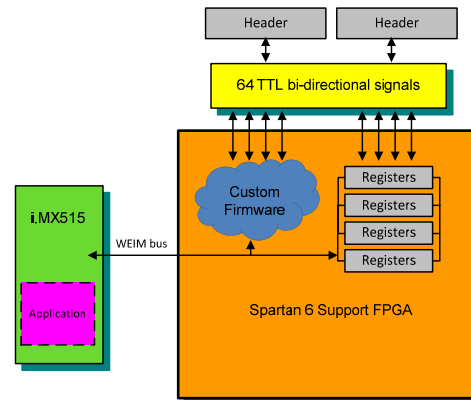 Header
Header
64 TTL bi-directional signals
Custom
Firmware
Registers
Registers
Registers
Registers
i.MX515
WEIM bus
Application
Spartan 6 Support FPGA